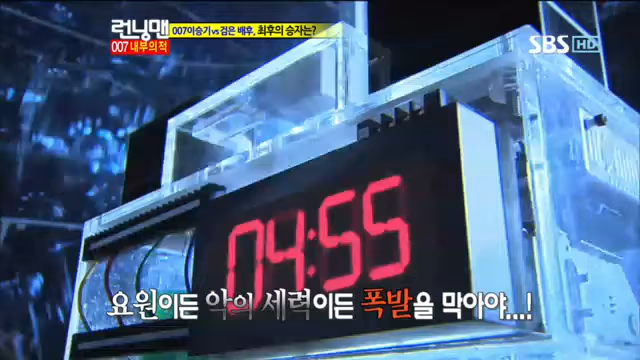 런닝맨
007 내부의 적
007이승기 vs 검은 배후, 최후의 승자는?
SBS HD
04:55
요원이든 악의 세력이든 폭발을 막아야...!